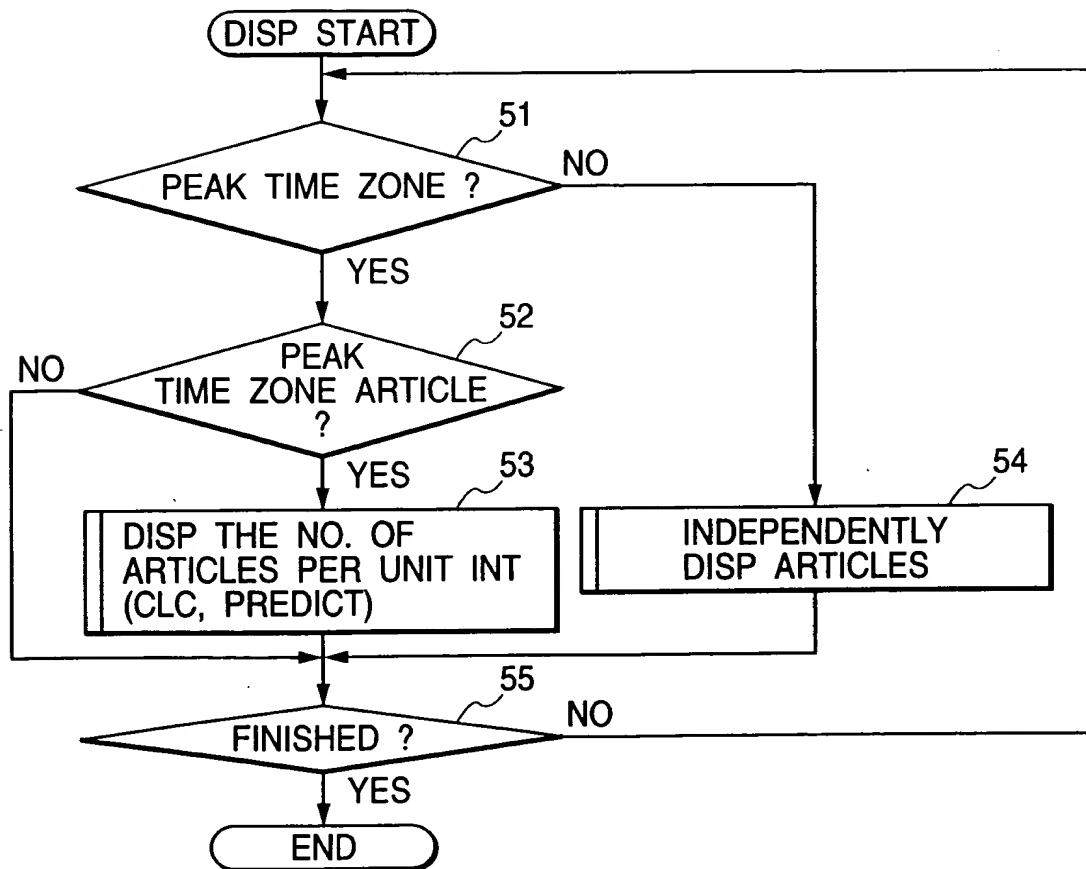 DISP START
51
PEAK TIME ZONE ?
NO
YES
52
PEAK
TIME ZONE ARTICLE
?
NO
YES
53
DISP THE NO. OF
ARTICLES PER UNIT INT
(CLC, PREDICT)
54
INDEPENDENTLY
DISP ARTICLES
55
FINISHED ?
NO
YES
END